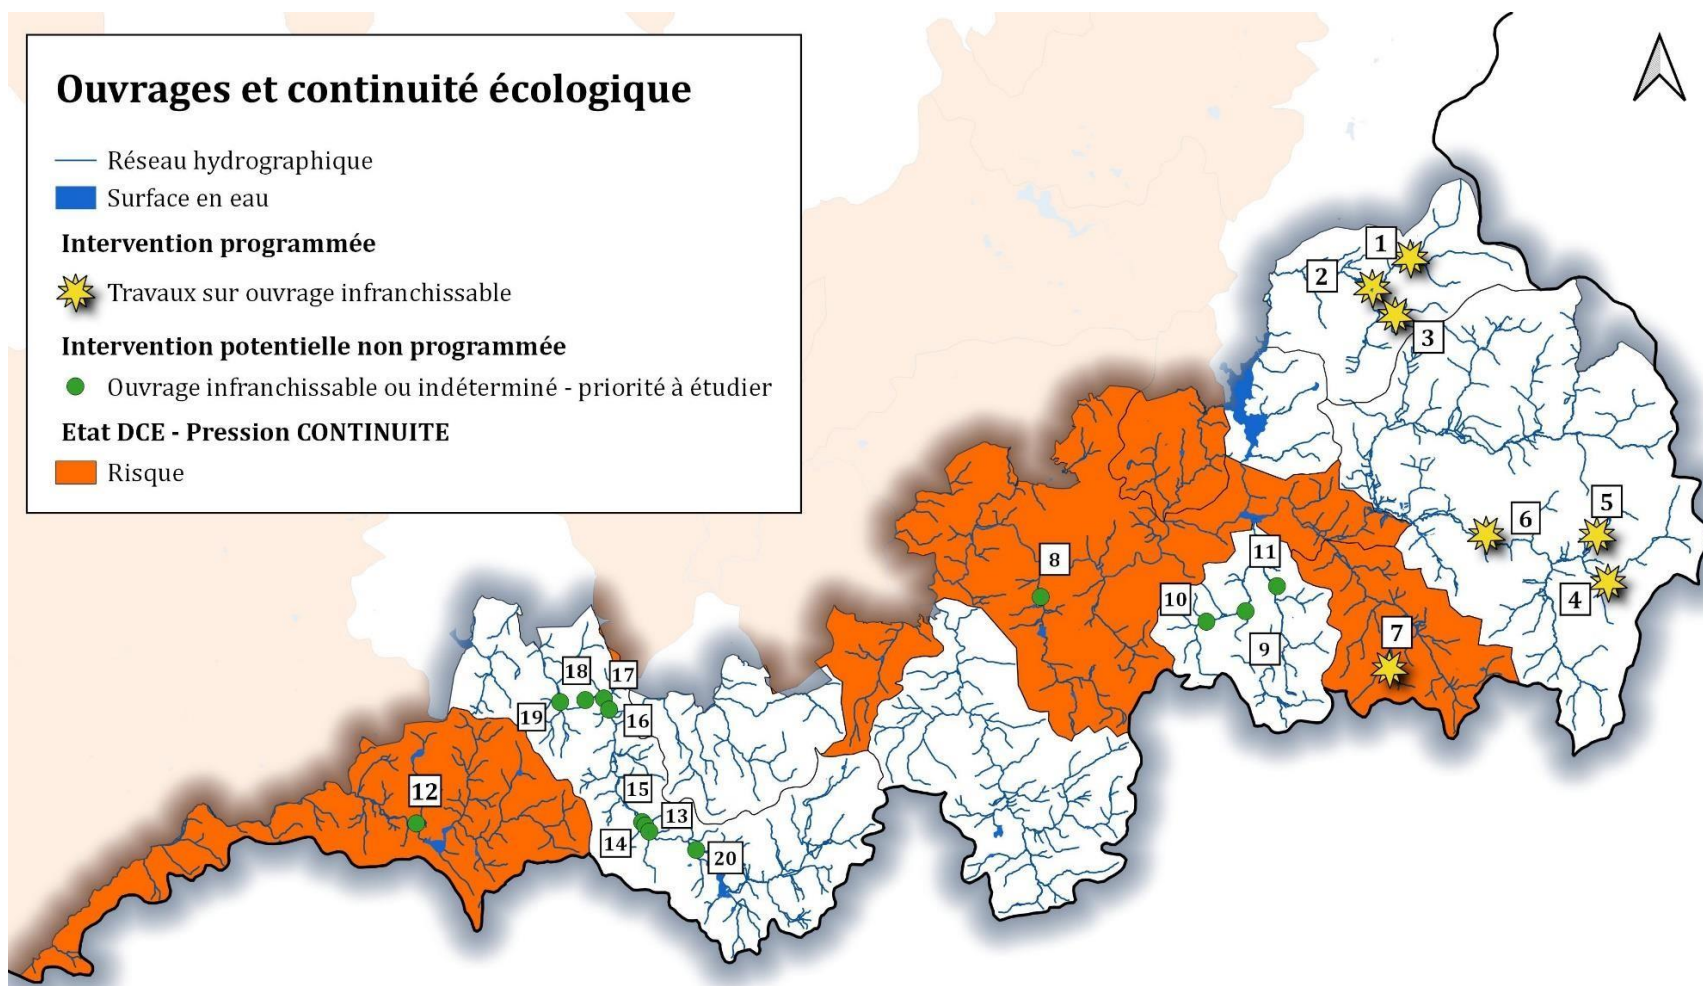 Ouvrages et continuité écologique
Réseau hydrographique
Surface en eau
Intervention programmée
Travaux sur ouvrage infranchissable
Intervention potentielle non programmée
Ouvrage infranchissable ou indéterminé - priorité à étudier
Etat DCE - Pression CONTINUITE
Risque
1
2
3
5
6
11
8
4
10
7
9
18
17
19
16
12
15
13
14
20